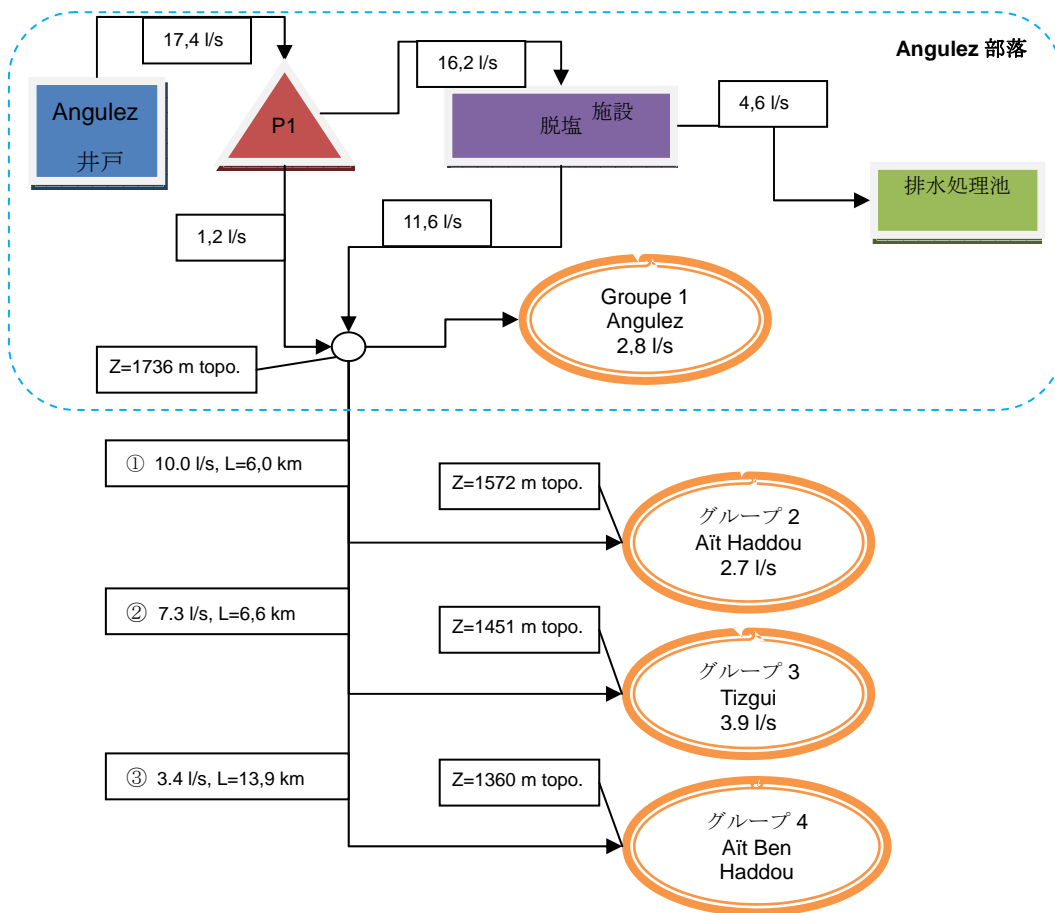 17,4 l/s
Angulez 部落
16,2 l/s
Angulez
井戸
P1
脱塩施設
4,6 l/s
排水処理池
1,2 l/s
11,6 l/s
Groupe 1
Angulez
2,8 l/s
Z=1736 m topo.
① 10.0 l/s, L=6,0 km
Z=1572 m topo.
グループ 2
Aït Haddou
2.7 l/s
② 7.3 l/s, L=6,6 km
Z=1451 m topo.
グループ 3
Tizgui
3.9 l/s
③ 3.4 l/s, L=13,9 km
Z=1360 m topo.
グループ 4
Aït Ben
Haddou